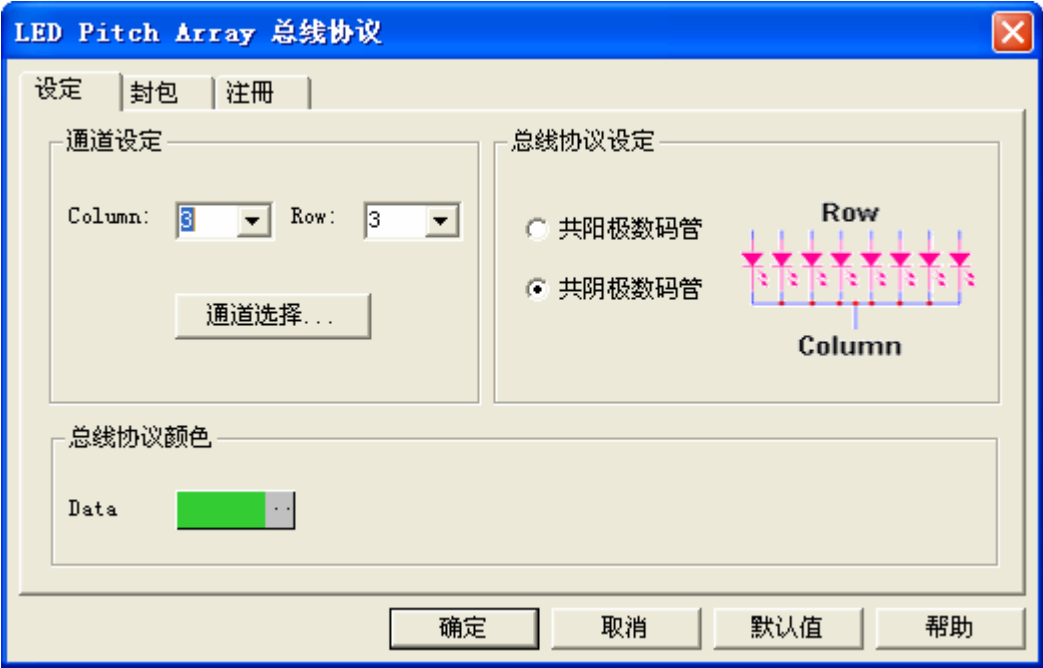 LED Pitch Array 总线协议
设定 封包 注冊
通道设定
Column: 3 Row: 3
通道选择...
总线协议设定
共阳极数码管
共阴极数码管
Row
Column
总线协议颜色
Data ..
确定 取消 默认值 帮助